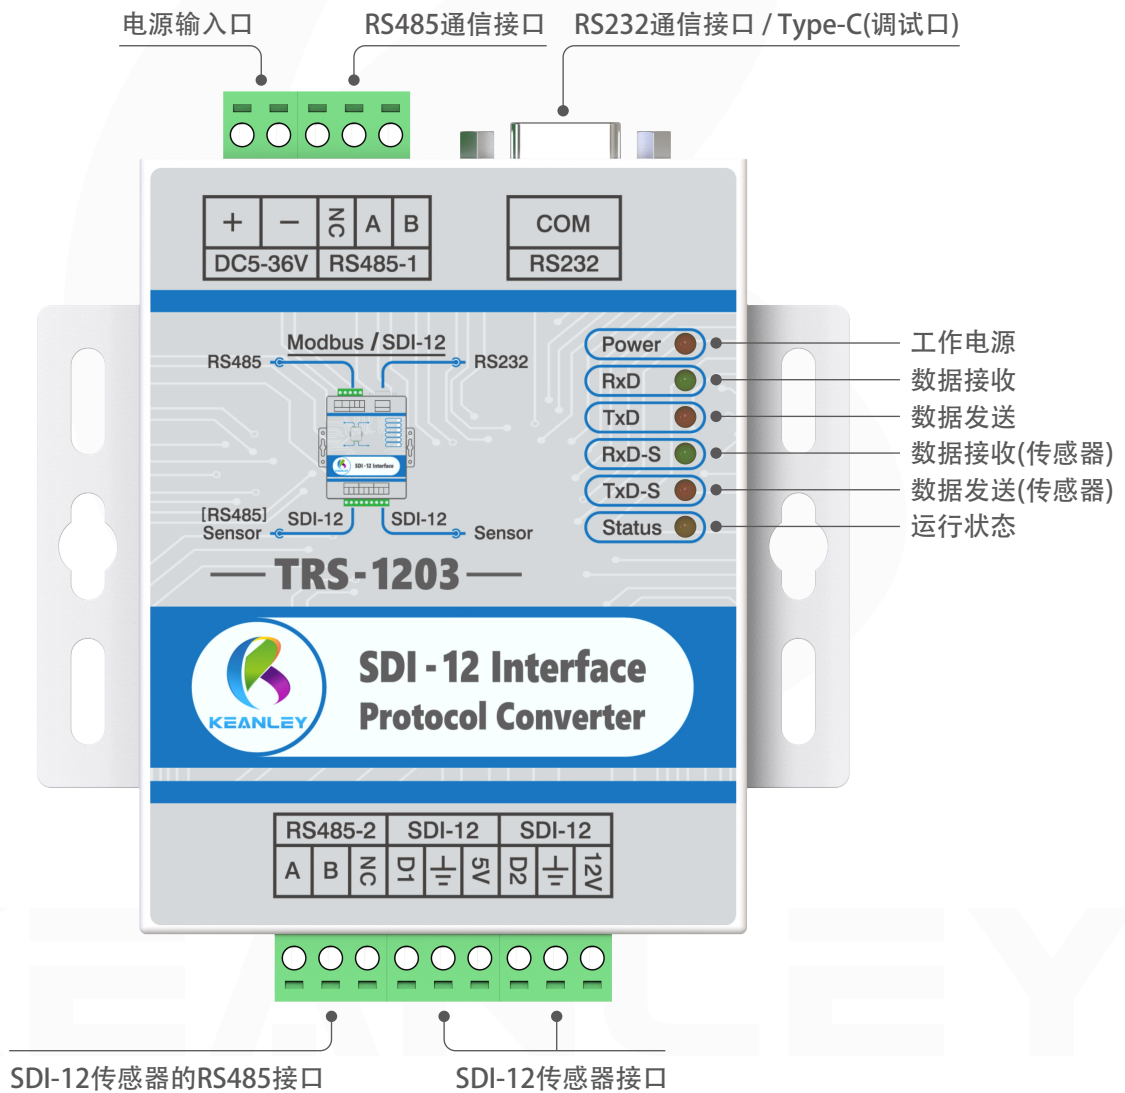 电源输入口
RS485通信接口
RS232通信接口 / Type-C(调试口)
+ − NC A B
DC5-36V RS485-1
COM
RS232
Modbus / SDI-12
RS485
RS232
SDI-12 Interface
[RS485]
Sensor
SDI-12
SDI-12
Sensor
Power
RxD
TxD
RxD-S
TxD-S
Status
工作电源
数据接收
数据发送
数据接收(传感器)
数据发送(传感器)
运行状态
TRS-1203
KEANLEY
SDI-12 Interface
Protocol Converter
RS485-2 SDI-12 SDI-12
A B NC D1 5V D2 12V
KEANLEY
SDI-12传感器的RS485接口
SDI-12传感器接口